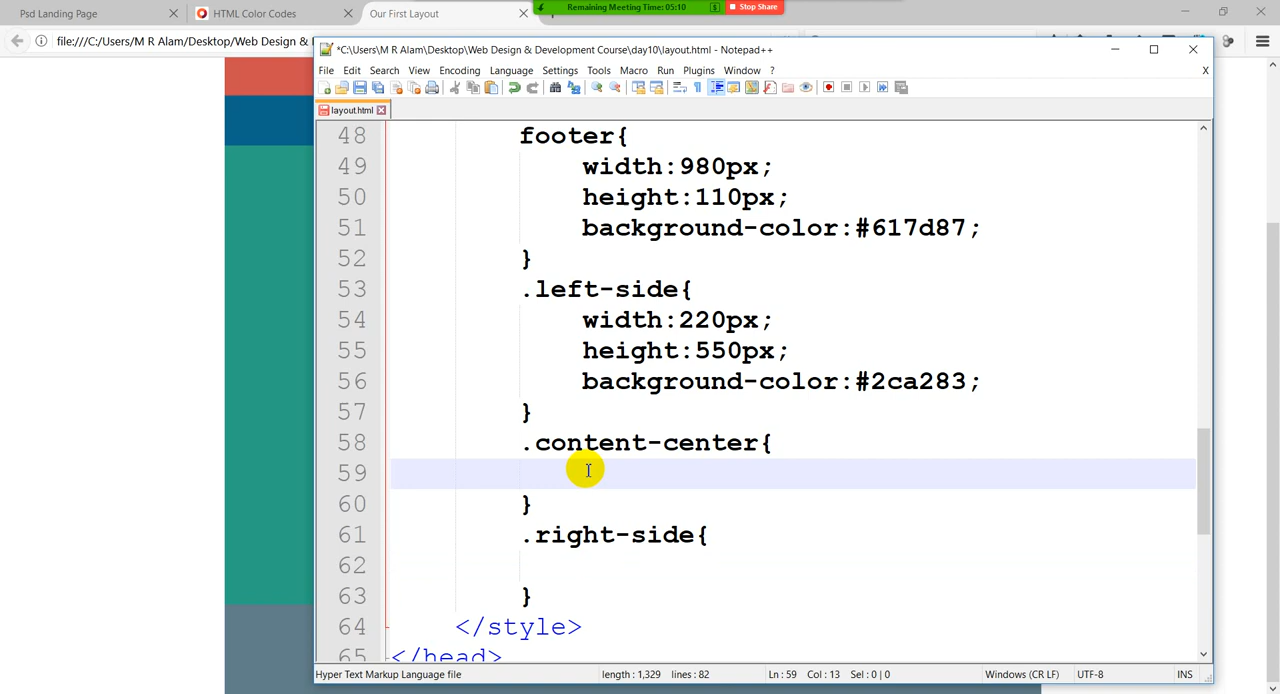 Psd Landing Page
HTML Color Codes
Our First Layout
Remaining Meeting Time: 05:10
Stop Share
file:///C:/Users/M R Alam/Desktop/Web Design & 
*C:\Users\M R Alam\Desktop\Web Design & Development Course\day10\layout.html - Notepad++
File Edit Search View Encoding Language Settings Tools Macro Run Plugins Window ? X
layout.html
48 footer{
49 width:980px;
50 height:110px;
51 background-color:#617d87;
52 }
53 .left-side{
54 width:220px;
55 height:550px;
56 background-color:#2ca283;
57 }
58 .content-center{
59
60 }
61 .right-side{
62
63 }
64 </style>
65 </head>
Hyper Text Markup Language file length : 1,329 lines : 82 Ln : 59 Col : 13 Sel : 0 | 0 Windows (CR LF) UTF-8 INS